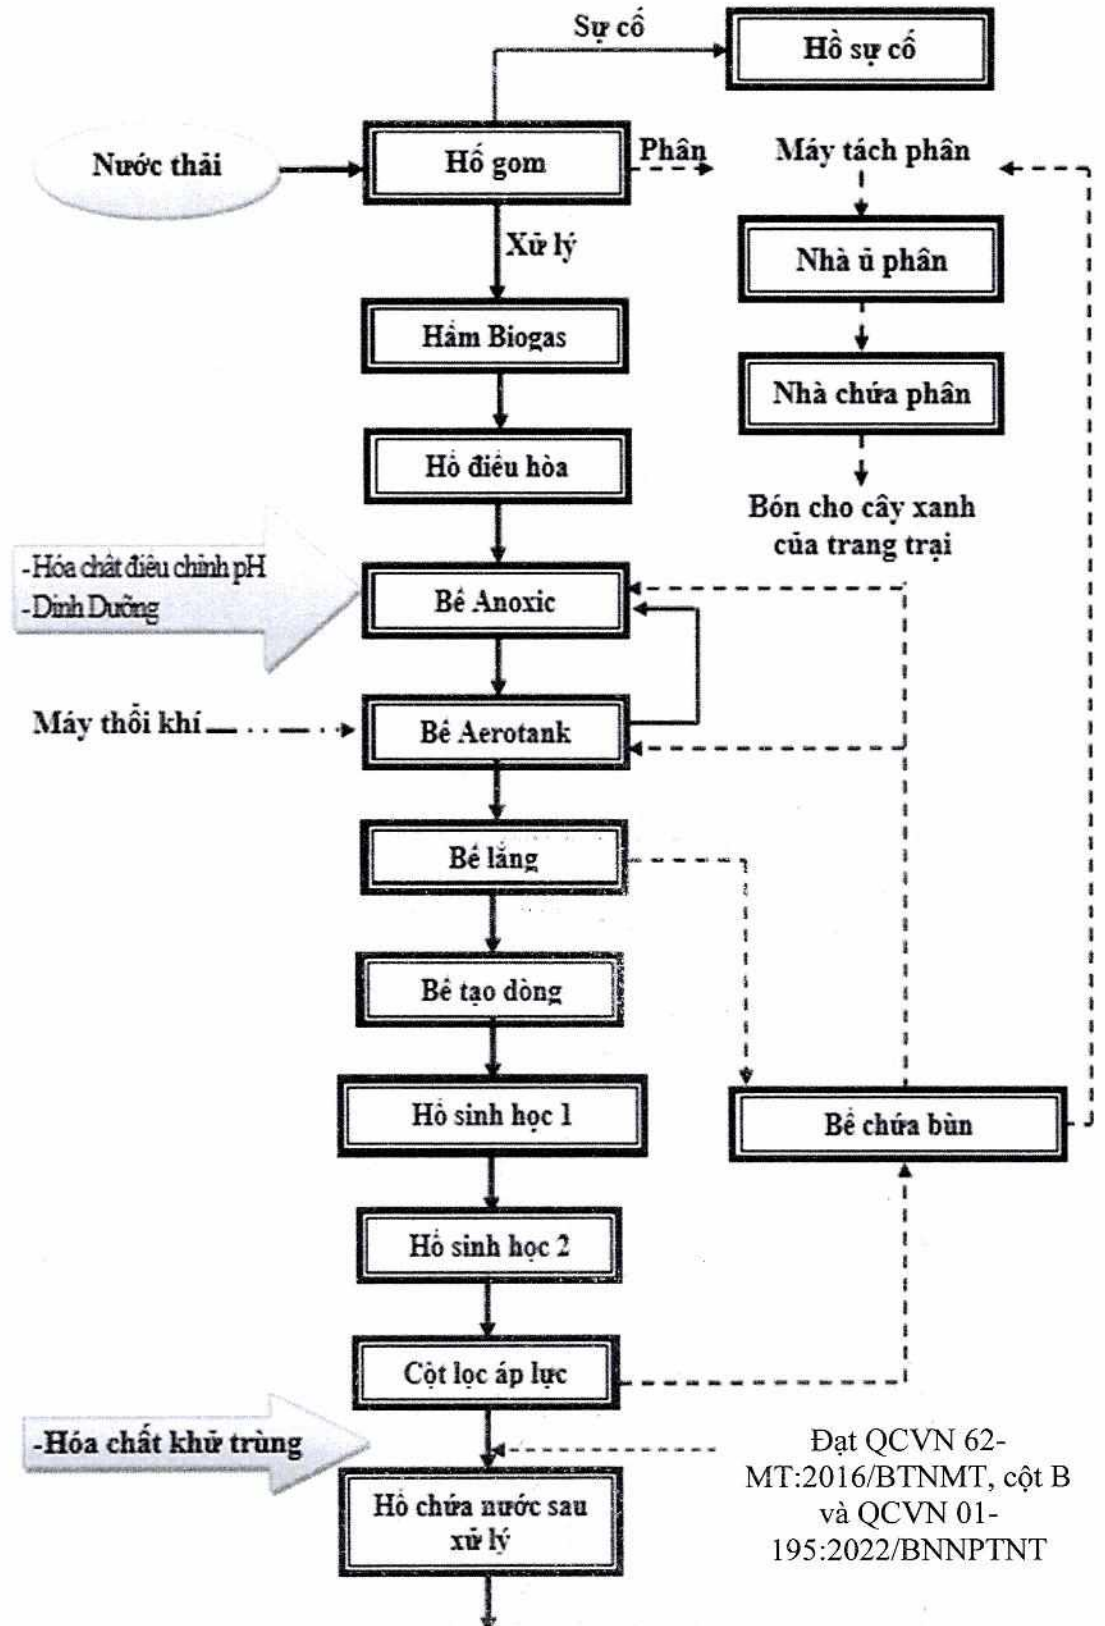 Sự cố
Hồ sự cố
Nước thải
Hố gom
Phân
Máy tách phân
Xử lý
Nhà ủ phân
Hầm Biogas
Nhà chứa phân
Hồ điều hòa
Bón cho cây xanh
của trang trại
-Hóa chất điều chỉnh pH
-Dinh Dưỡng
Bể Anoxic
Máy thổi khí
Bể Aerotank
Bể lắng
Bể tạo dòng
Hồ sinh học 1
Bể chứa bùn
Hồ sinh học 2
Cột lọc áp lực
-Hóa chất khử trùng
Đạt QCVN 62-
MT:2016/BTNMT, cột B
và QCVN 01-
195:2022/BNNPTNT
Hồ chứa nước sau
xử lý